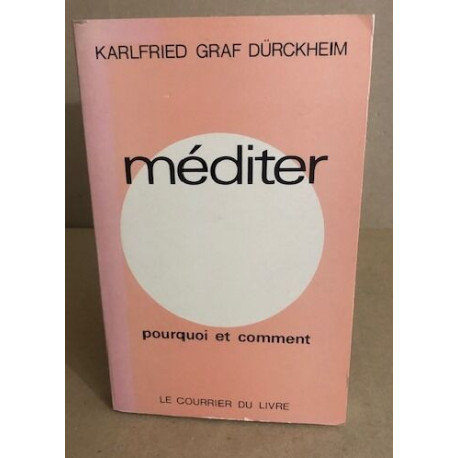 KARLFRIED GRAF DÜRCKHEIM
méditer
pourquoi et comment
LE COURRIER DU LIVRE